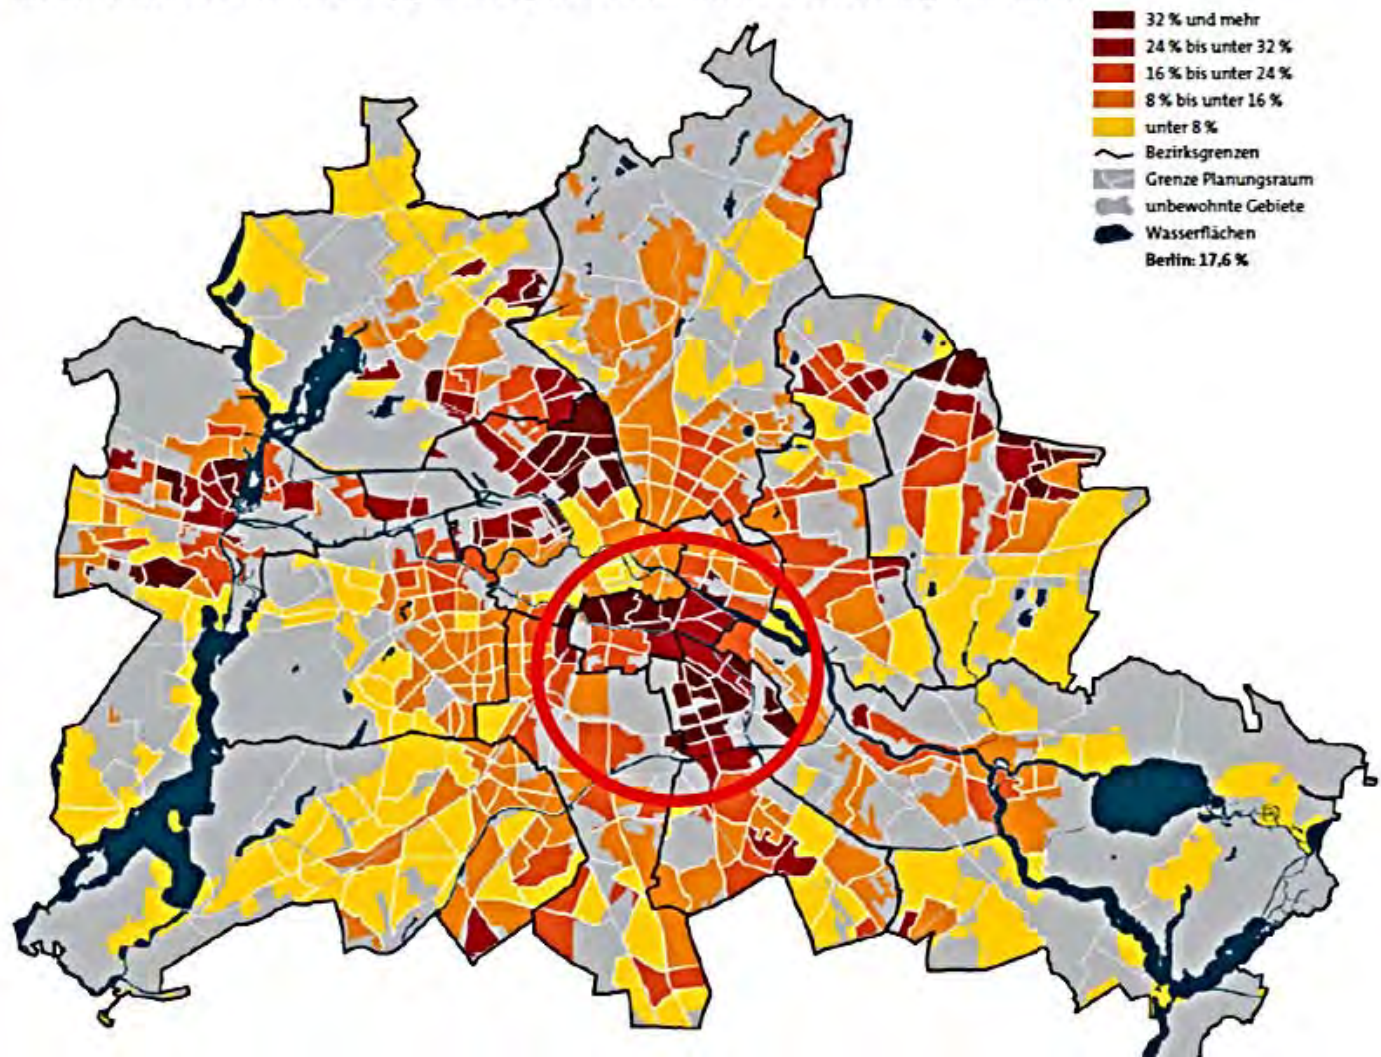 32 % und mehr
24 % bis unter 32 %
16 % bis unter 24 %
8 % bis unter 16 %
unter 8 %
Bezirksgrenzen
Grenze Planungsraum
unbewohnte Gebiete
Wasserflächen
Berlin: 17,6 %